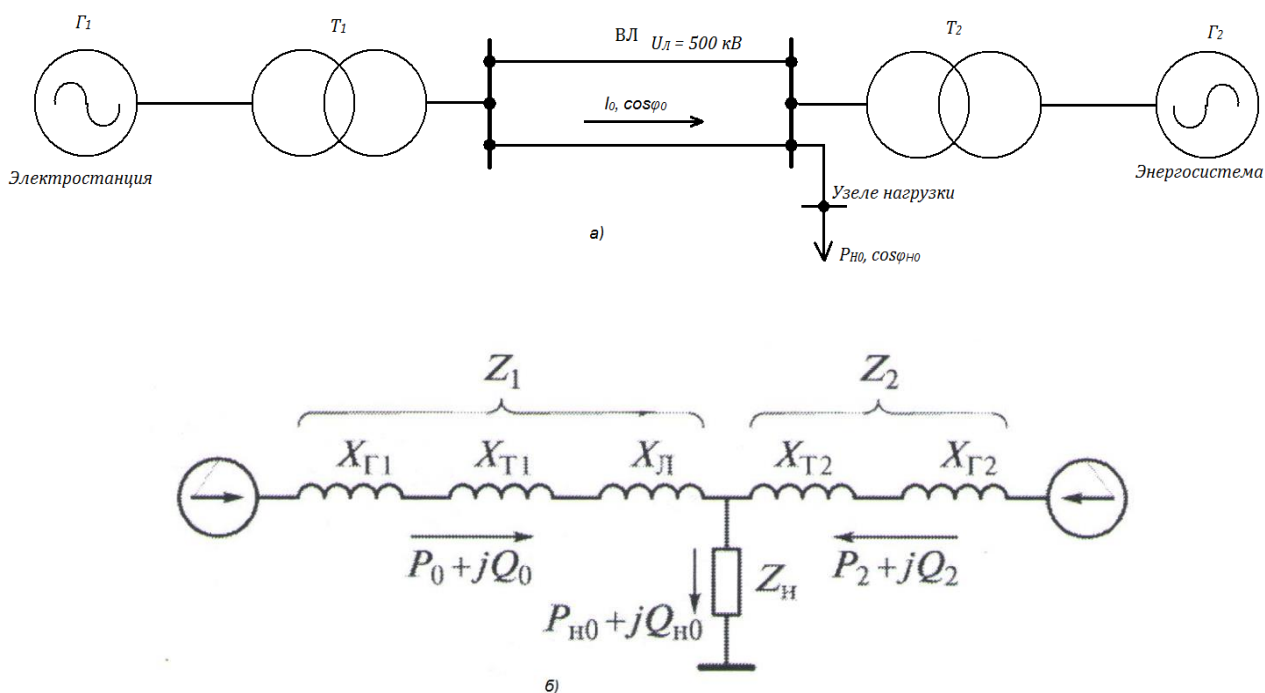 Г1
Т1
ВЛ Uл = 500 кВ
Т2
Г2
I0, cosφ0
Электростанция
Энергосистема
Узеле нагрузки
а)
PН0, cosφН0
Z1
Z2
XГ1
XТ1
XЛ
XТ2
XГ2
P0 + jQ0
P2 + jQ2
Zн
Pн0 + jQн0
б)